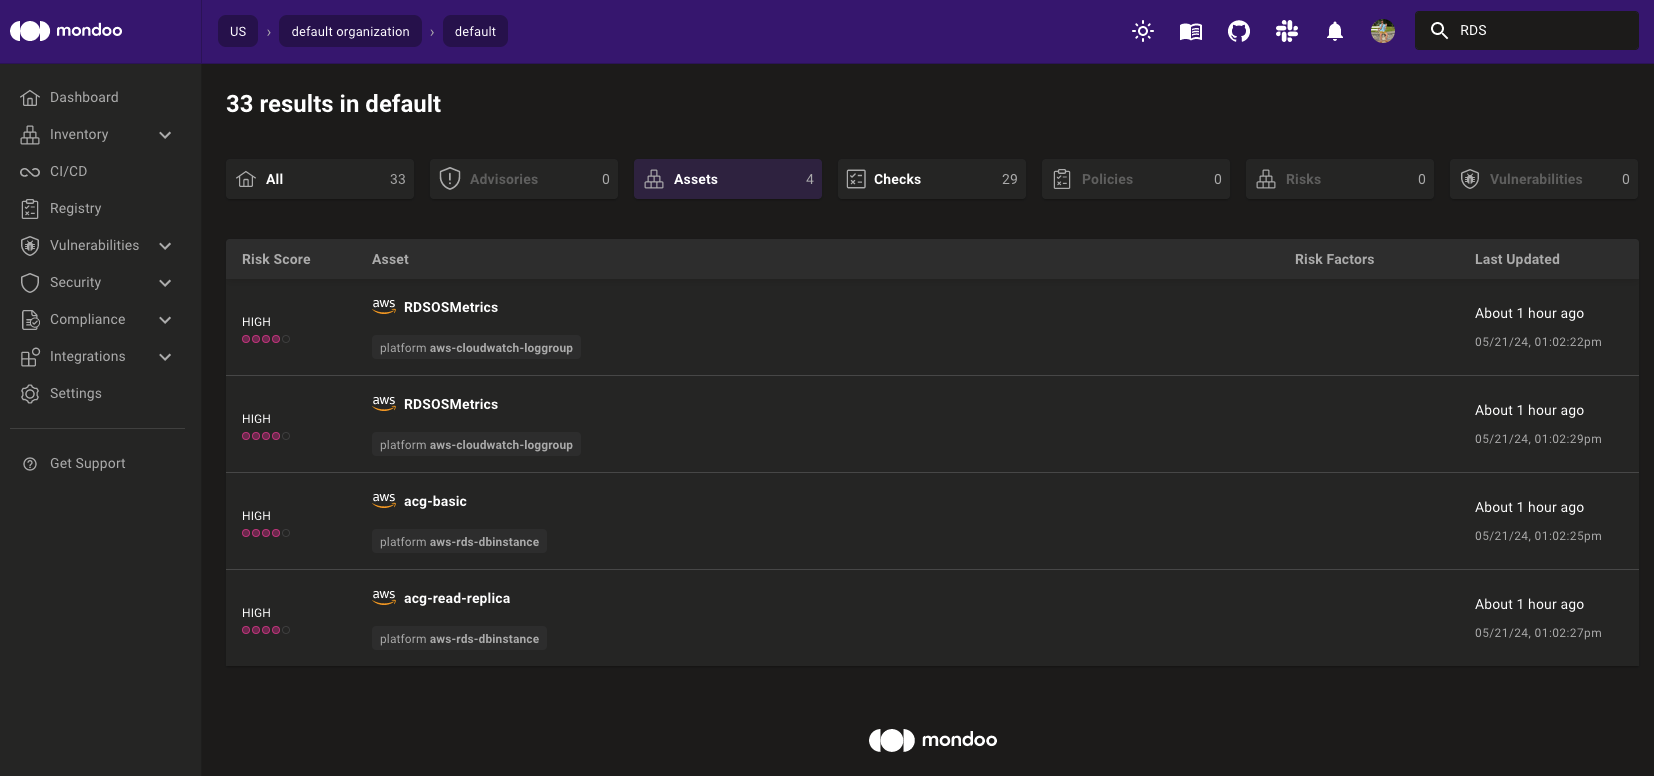 mondoo
US › default organization › default
RDS
Dashboard
Inventory
CI/CD
Registry
Vulnerabilities
Security
Compliance
Integrations
Settings
Get Support
33 results in default
All 33
Advisories 0
Assets 4
Checks 29
Policies 0
Risks 0
Vulnerabilities 0
Risk Score Asset Risk Factors Last Updated
HIGH
aws RDSOSMetrics
platform aws-cloudwatch-loggroup
About 1 hour ago
05/21/24, 01:02:22pm
HIGH
aws RDSOSMetrics
platform aws-cloudwatch-loggroup
About 1 hour ago
05/21/24, 01:02:29pm
HIGH
aws acg-basic
platform aws-rds-dbinstance
About 1 hour ago
05/21/24, 01:02:25pm
HIGH
aws acg-read-replica
platform aws-rds-dbinstance
About 1 hour ago
05/21/24, 01:02:27pm
mondoo